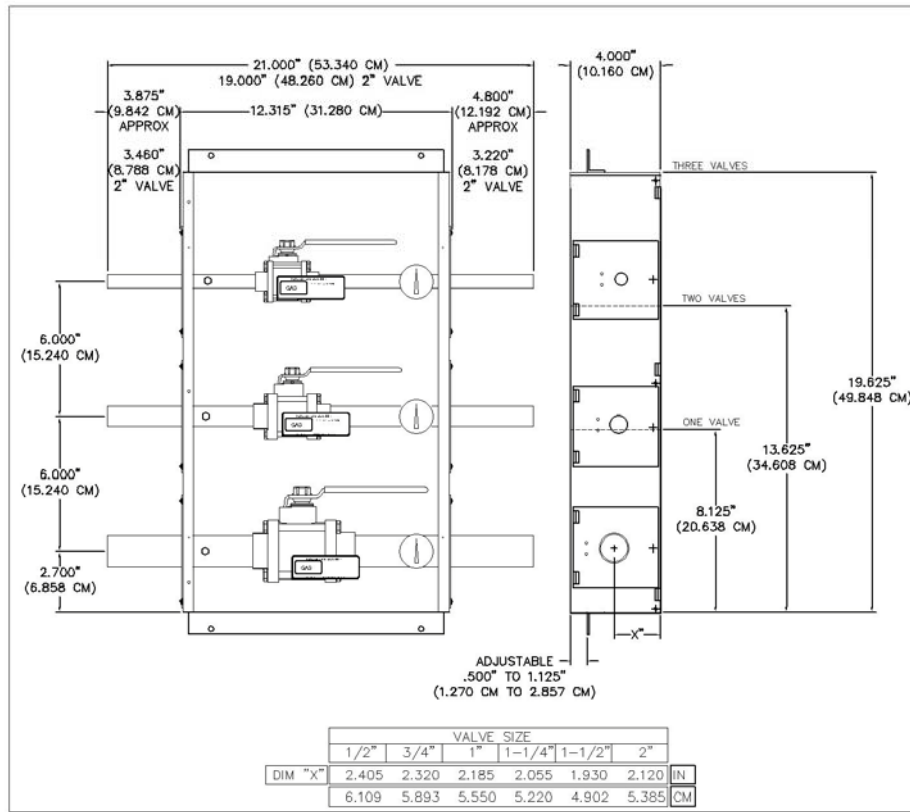 21.000" (53.340 CM)
19.000" (48.260 CM) 2" VALVE
3.875"
(9.842 CM)
APPROX
12.315" (31.280 CM)
4.800"
(12.192 CM)
APPROX
3.460"
(8.788 CM)
2" VALVE
3.220"
(8.178 CM)
2" VALVE
4.000"
(10.160 CM)
THREE VALVES
GAS
6.000"
(15.240 CM)
TWO VALVES
GAS
19.625"
(49.848 CM)
ONE VALVE
13.625"
(34.608 CM)
6.000"
(15.240 CM)
8.125"
(20.638 CM)
GAS
2.700"
(6.858 CM)
X"
ADJUSTABLE
.500" TO 1.125"
(1.270 CM TO 2.857 CM)
VALVE SIZE
1/2" 3/4" 1" 1-1/4" 1-1/2" 2"
DIM "X" 2.405 2.320 2.185 2.055 1.930 2.120 IN
6.109 5.893 5.550 5.220 4.902 5.385 CM